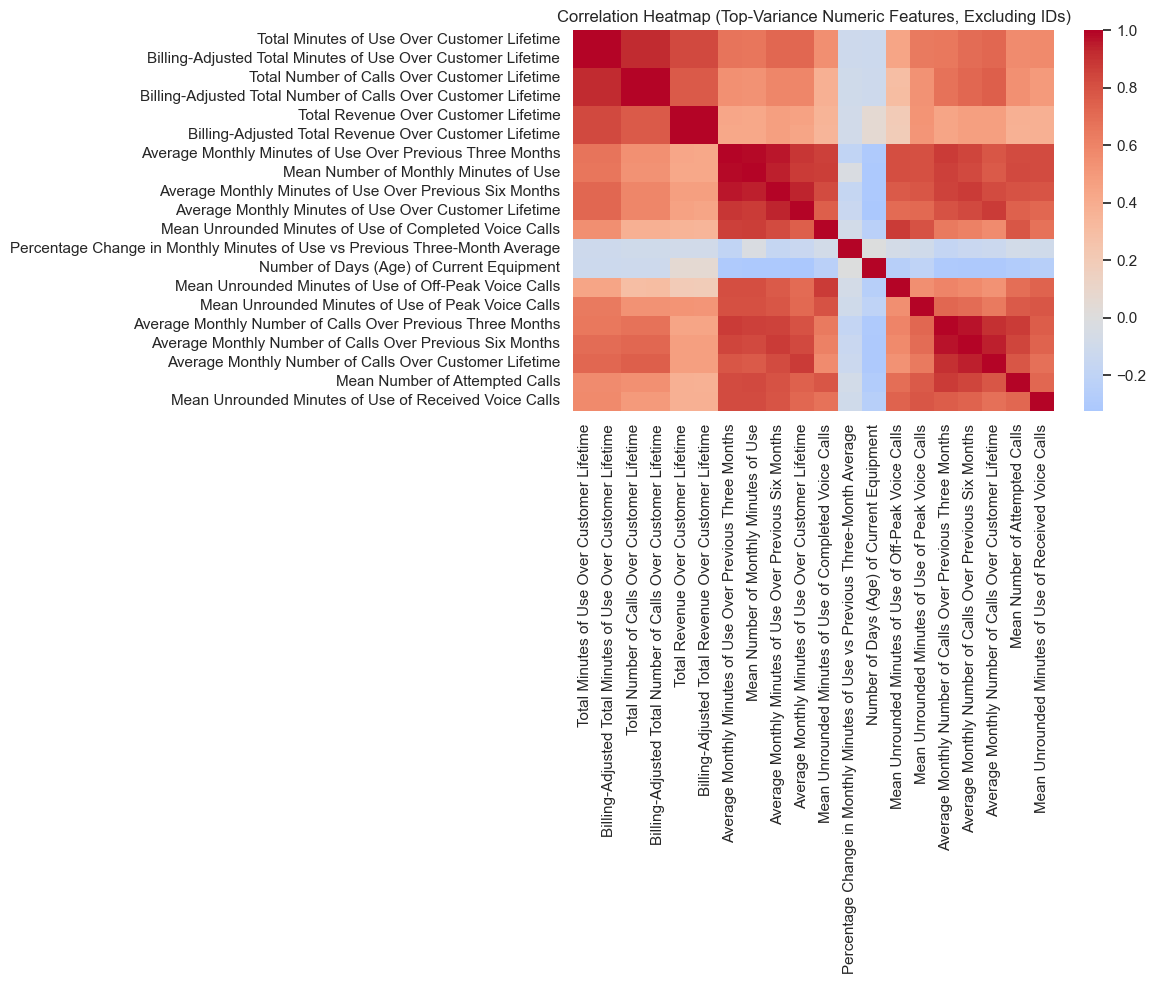 Correlation Heatmap (Top-Variance Numeric Features, Excluding IDs)
Total Minutes of Use Over Customer Lifetime
Billing-Adjusted Total Minutes of Use Over Customer Lifetime
Total Number of Calls Over Customer Lifetime
Billing-Adjusted Total Number of Calls Over Customer Lifetime
Total Revenue Over Customer Lifetime
Billing-Adjusted Total Revenue Over Customer Lifetime
Average Monthly Minutes of Use Over Previous Three Months
Mean Number of Monthly Minutes of Use
Average Monthly Minutes of Use Over Previous Six Months
Average Monthly Minutes of Use Over Customer Lifetime
Mean Unrounded Minutes of Use of Completed Voice Calls
Percentage Change in Monthly Minutes of Use vs Previous Three-Month Average
Number of Days (Age) of Current Equipment
Mean Unrounded Minutes of Use of Off-Peak Voice Calls
Mean Unrounded Minutes of Use of Peak Voice Calls
Average Monthly Number of Calls Over Previous Three Months
Average Monthly Number of Calls Over Previous Six Months
Average Monthly Number of Calls Over Customer Lifetime
Mean Number of Attempted Calls
Mean Unrounded Minutes of Use of Received Voice Calls
1.0
0.8
0.6
0.4
0.2
0.0
−0.2
Total Minutes of Use Over Customer Lifetime
Billing-Adjusted Total Minutes of Use Over Customer Lifetime
Total Number of Calls Over Customer Lifetime
Billing-Adjusted Total Number of Calls Over Customer Lifetime
Total Revenue Over Customer Lifetime
Billing-Adjusted Total Revenue Over Customer Lifetime
Average Monthly Minutes of Use Over Previous Three Months
Mean Number of Monthly Minutes of Use
Average Monthly Minutes of Use Over Previous Six Months
Average Monthly Minutes of Use Over Customer Lifetime
Mean Unrounded Minutes of Use of Completed Voice Calls
Percentage Change in Monthly Minutes of Use vs Previous Three-Month Average
Number of Days (Age) of Current Equipment
Mean Unrounded Minutes of Use of Off-Peak Voice Calls
Mean Unrounded Minutes of Use of Peak Voice Calls
Average Monthly Number of Calls Over Previous Three Months
Average Monthly Number of Calls Over Previous Six Months
Average Monthly Number of Calls Over Customer Lifetime
Mean Number of Attempted Calls
Mean Unrounded Minutes of Use of Received Voice Calls